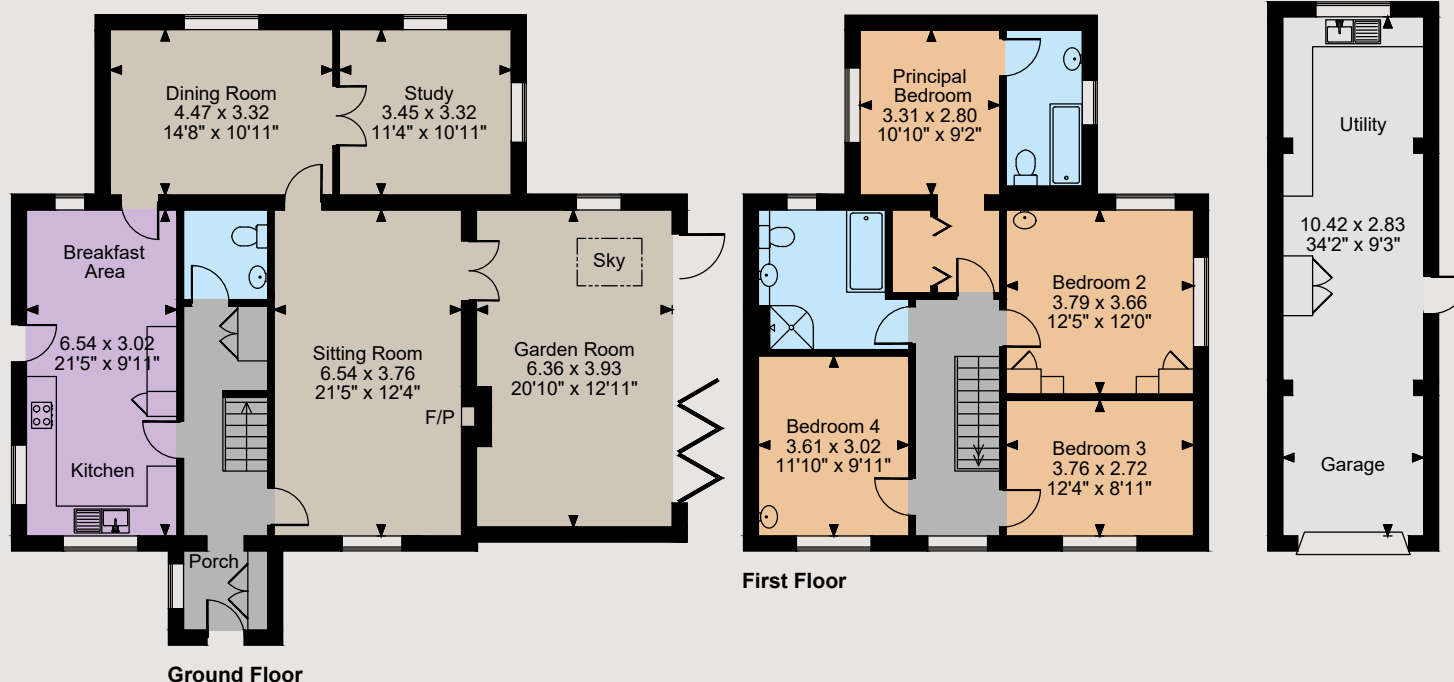 Dining Room
4.47 x 3.32
14'8" x 10'11"
Study
3.45 x 3.32
11'4" x 10'11"
Breakfast
Area
6.54 x 3.02
21'5" x 9'11"
Kitchen
Sitting Room
6.54 x 3.76
21'5" x 12'4"
F/P
Sky
Garden Room
6.36 x 3.93
20'10" x 12'11"
Porch
Ground Floor
Principal
Bedroom
3.31 x 2.80
10'10" x 9'2"
Bedroom 2
3.79 x 3.66
12'5" x 12'0"
Bedroom 4
3.61 x 3.02
11'10" x 9'11"
Bedroom 3
3.76 x 2.72
12'4" x 8'11"
First Floor
Utility
10.42 x 2.83
34'2" x 9'3"
Garage